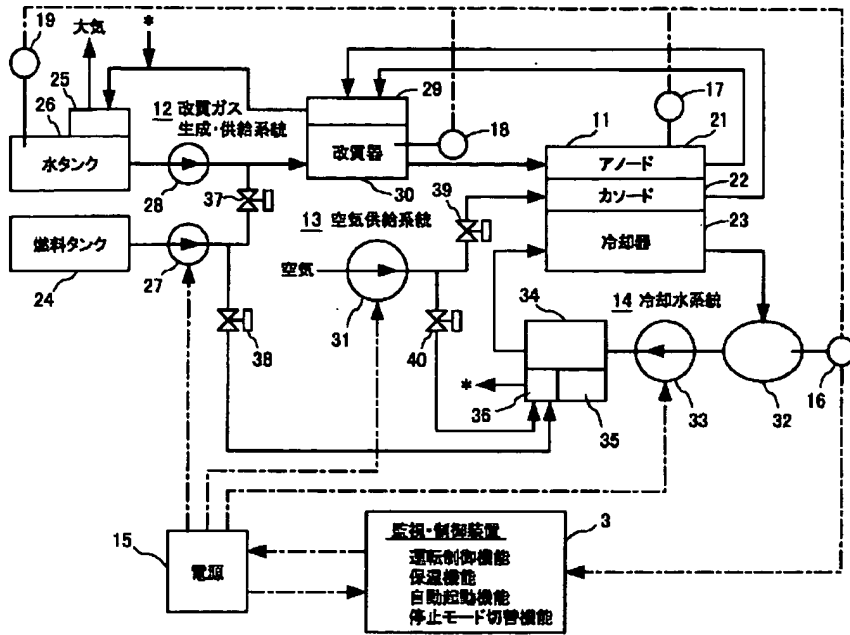 19
大気
*
25
26
12 改質ガス
生成・供給系統
水タンク
28
37
燃料タンク
24
27
38
29
改質器
30
18
13 空気供給系統
空気
31
39
40
17
11
21
アノード
22
カソード
23
冷却器
34
14 冷却水系統
*
36
35
33
32
16
15
電源
3
監視・制御装置
運転制御機能
保温機能
自動起動機能
停止モード切替機能